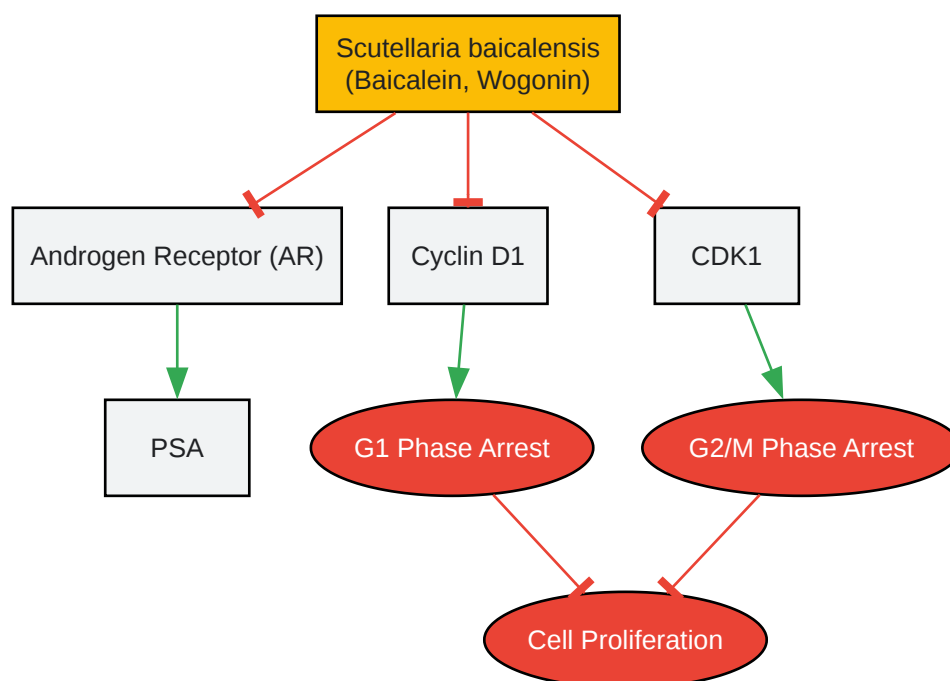 Scutellaria baicalensis
(Baicalein, Wogonin)
Androgen Receptor (AR)
Cyclin D1
CDK1
PSA
G1 Phase Arrest
G2/M Phase Arrest
Cell Proliferation